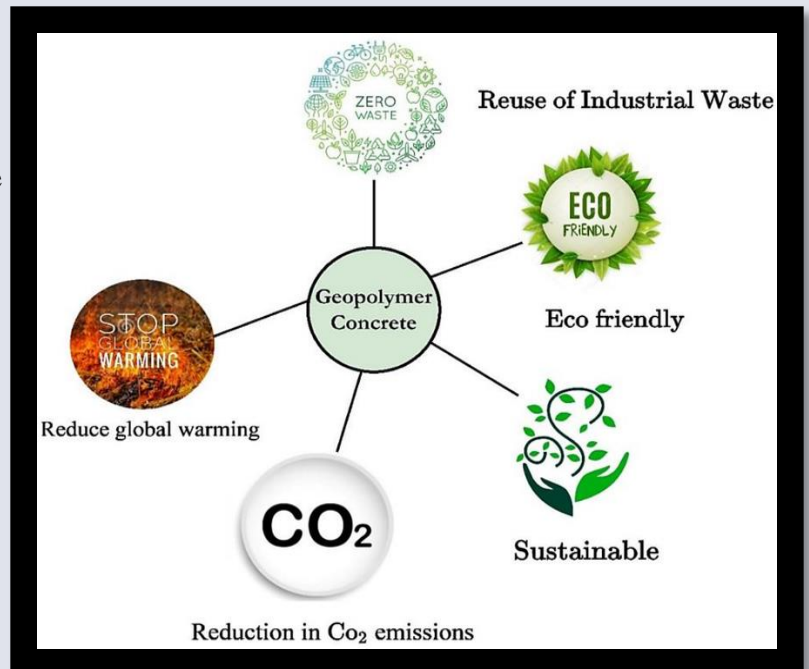 ZERO
WASTE
Reuse of Industrial Waste
ECO
FRIENDLY
Eco friendly
Geopolymer
Concrete
STOP
GLOBAL
WARMING
Reduce global warming
CO₂
Reduction in Co₂ emissions
Sustainable